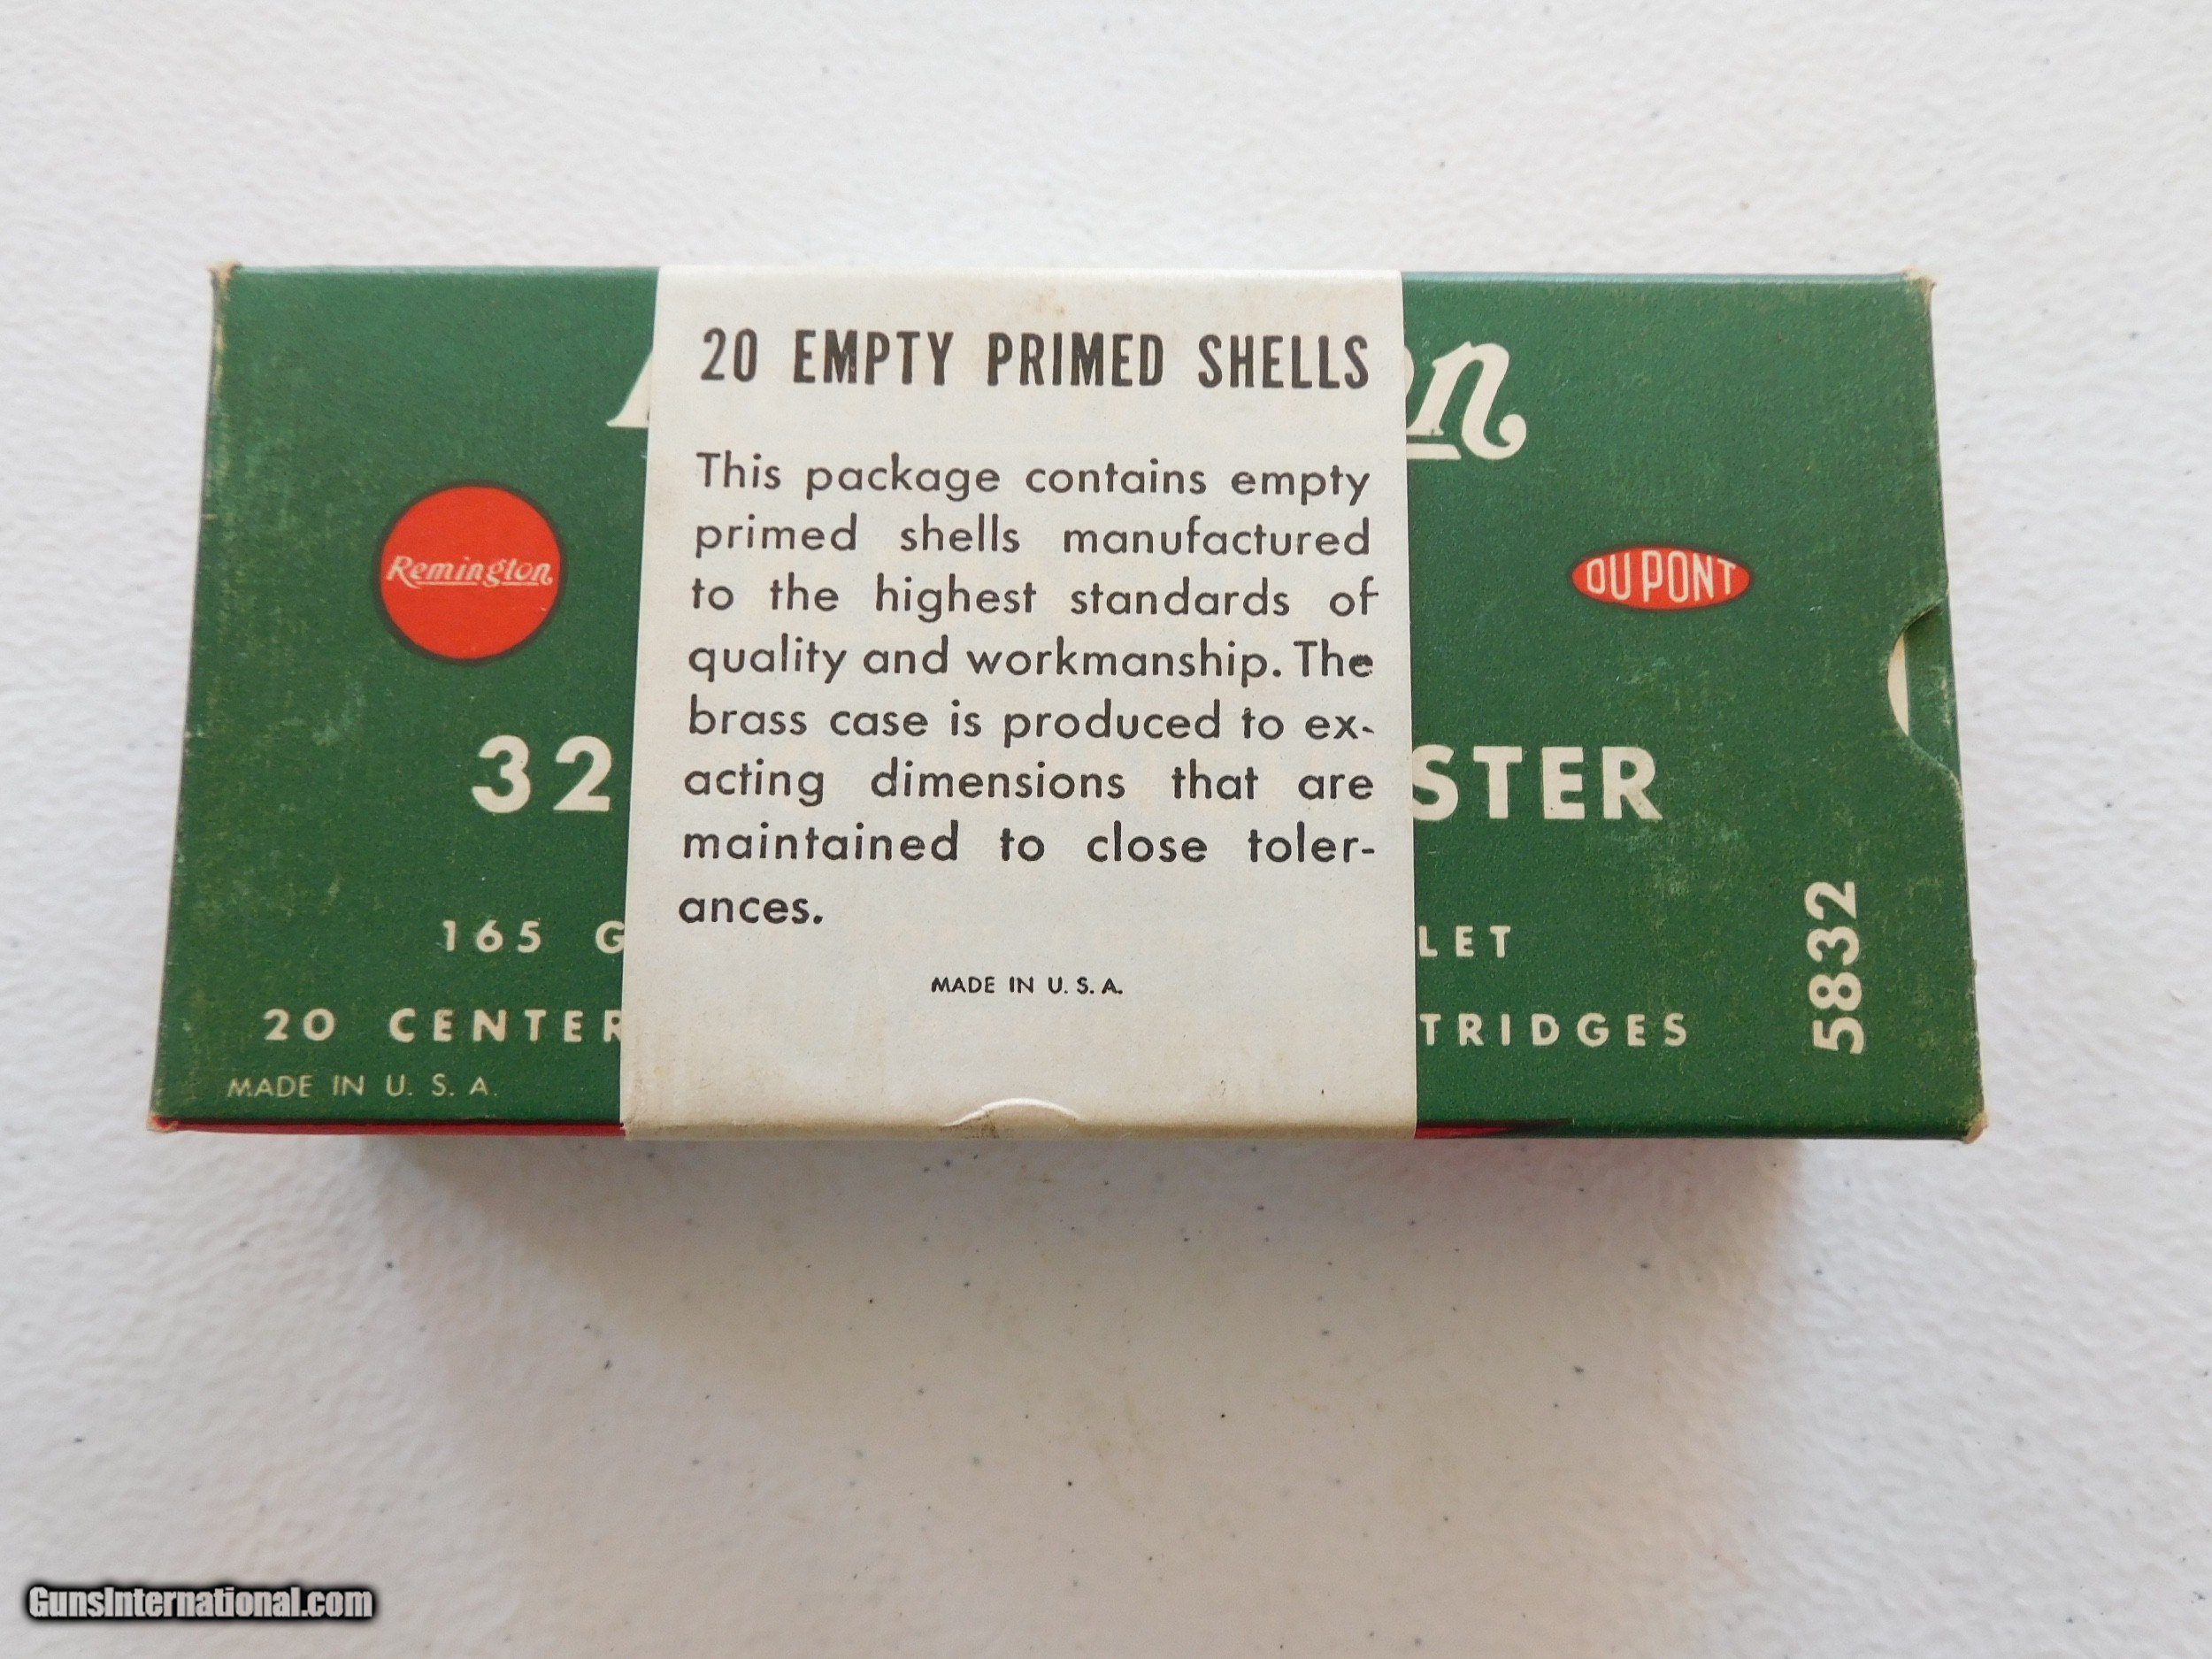 20 EMPTY PRIMED SHELLS
This package contains empty
primed shells manufactured
to the highest standards of
quality and workmanship. The
brass case is produced to ex-
acting dimensions that are
maintained to close toler-
ances.
MADE IN U. S. A.
on
Remington
DU PONT
32 STER
165 G LET
20 CENTER TRIDGES
MADE IN U. S. A.
5832
GunsInternational.com